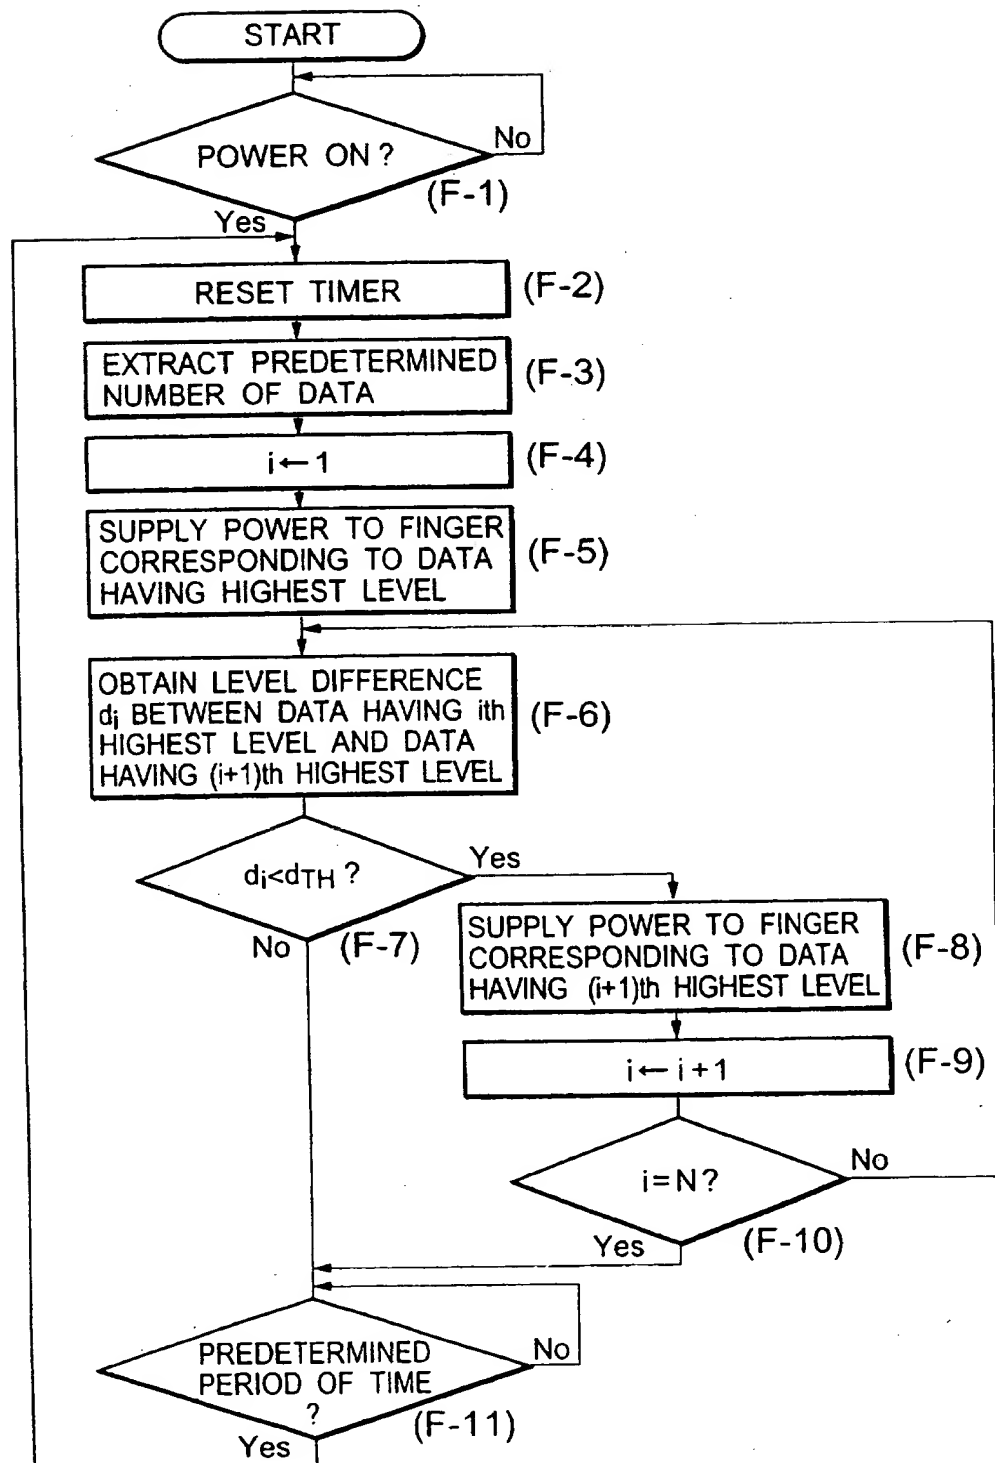 START
POWER ON ?
No
(F-1)
Yes
RESET TIMER
(F-2)
EXTRACT PREDETERMINED
NUMBER OF DATA
(F-3)
i←1
(F-4)
SUPPLY POWER TO FINGER
CORRESPONDING TO DATA
HAVING HIGHEST LEVEL
(F-5)
OBTAIN LEVEL DIFFERENCE
di BETWEEN DATA HAVING ith
HIGHEST LEVEL AND DATA
HAVING (i+1)th HIGHEST LEVEL
(F-6)
di<dTH ?
Yes
No
(F-7)
SUPPLY POWER TO FINGER
CORRESPONDING TO DATA
HAVING (i+1)th HIGHEST LEVEL
(F-8)
i←i+1
(F-9)
i=N?
No
Yes
(F-10)
PREDETERMINED
PERIOD OF TIME
?
No
(F-11)
Yes